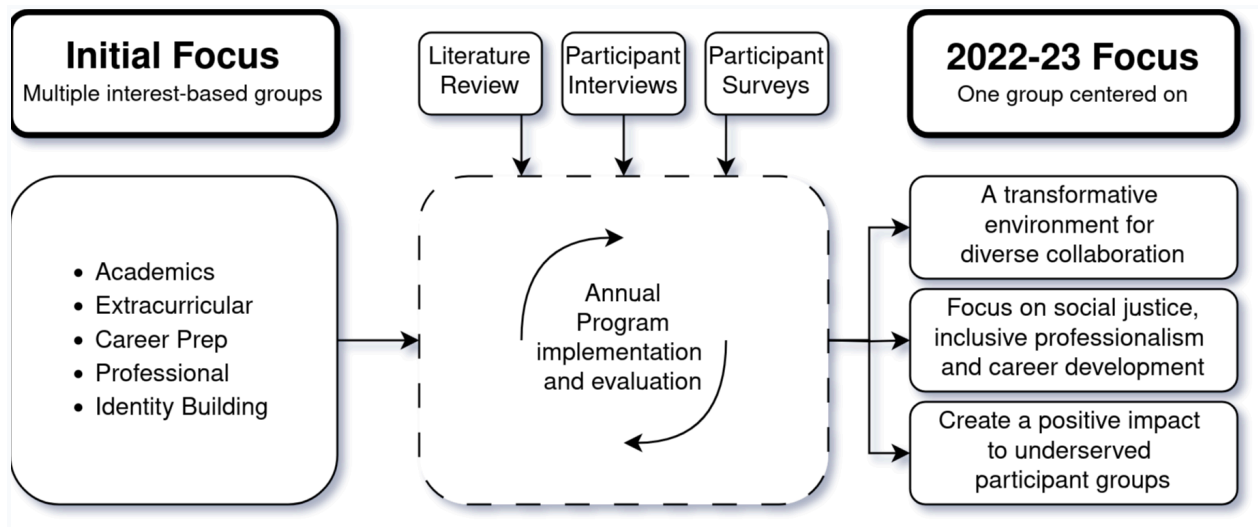 Initial Focus
Multiple interest-based groups
Literature
Review
Participant
Interviews
Participant
Surveys
2022-23 Focus
One group centered on
• Academics
• Extracurricular
• Career Prep
• Professional
• Identity Building
Annual
Program
implementation
and evaluation
A transformative
environment for
diverse collaboration
Focus on social justice,
inclusive professionalism
and career development
Create a positive impact
to underserved
participant groups